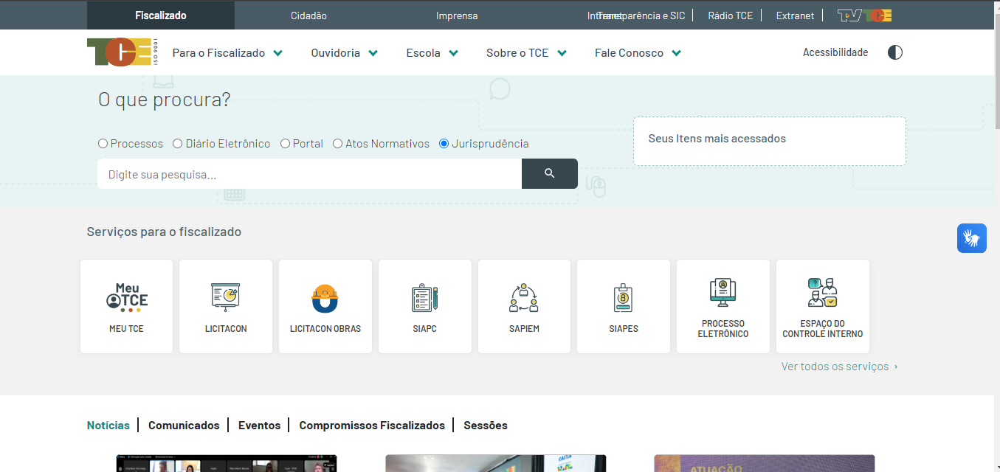 Fiscalizado Cidadão Imprensa Intranet Transparência e SIC Rádio TCE Extranet TV TCE
TCE ISO 9001 Para o Fiscalizado Ouvidoria Escola Sobre o TCE Fale Conosco Acessibilidade
O que procura?
Processos Diário Eletrônico Portal Atos Normativos Jurisprudência
Digite sua pesquisa...
Seus Itens mais acessados
Serviços para o fiscalizado
Meu
TCE
MEU TCE
LICITACON
LICITACON OBRAS
SIAPC
SAPIEM
SIAPES
PROCESSO
ELETRÔNICO
ESPAÇO DO
CONTROLE INTERNO
Ver todos os serviços ›
Notícias Comunicados Eventos Compromissos Fiscalizados Sessões
CAIXA
ATUAÇÃO